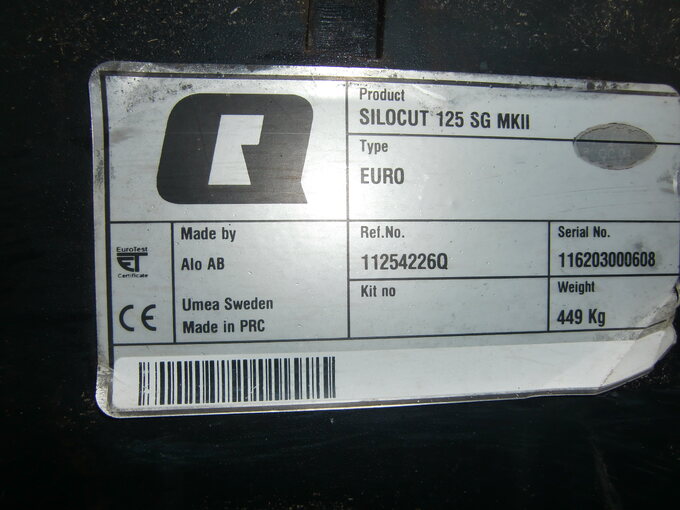 Q
Product
SILOCUT 125 SG MKII
Type
EURO
EuroTest
ET
Certificate
CE
Made by
Alo AB
Umea Sweden
Made in PRC
Ref.No.
11254226Q
Serial No.
116203000608
Kit no
Weight
449 Kg